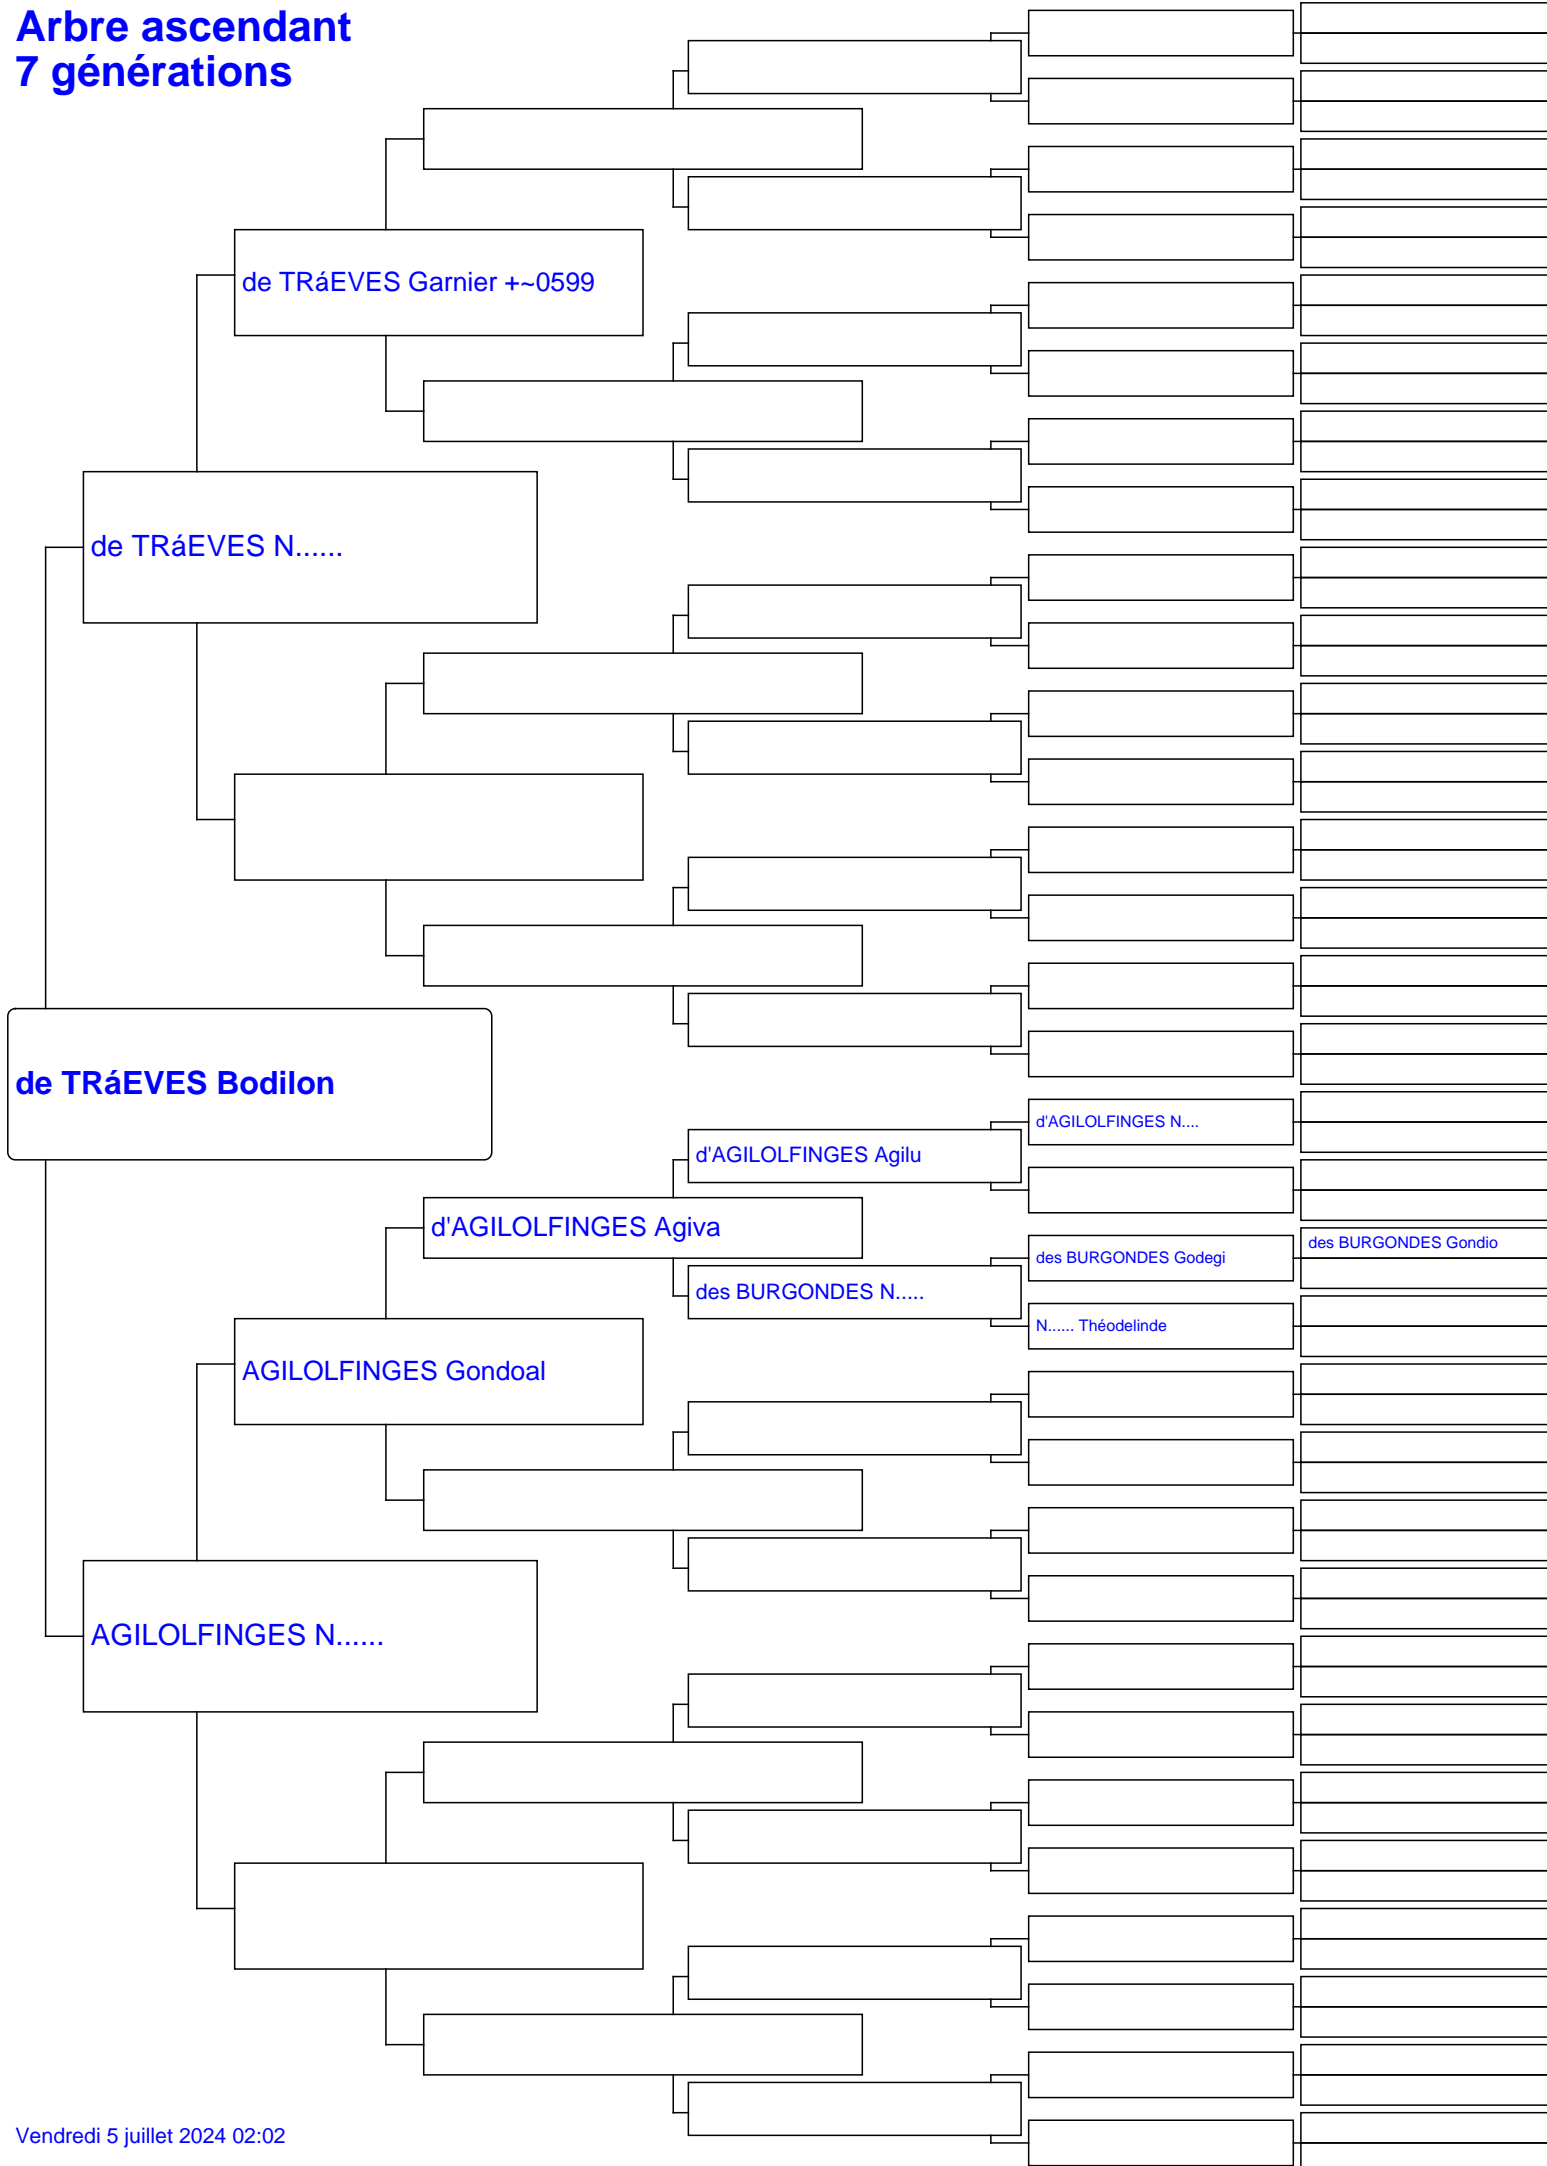 Arbre ascendant
7 générations
de TRáEVES Garnier +~0599
de TRáEVES N......
de TRáEVES Bodilon
d'AGILOLFINGES N....
d'AGILOLFINGES Agilu
d'AGILOLFINGES Agiva
des BURGONDES Gondio
des BURGONDES Godegi
des BURGONDES N.....
N...... Théodelinde
AGILOLFINGES Gondoal
AGILOLFINGES N......
Vendredi 5 juillet 2024 02:02